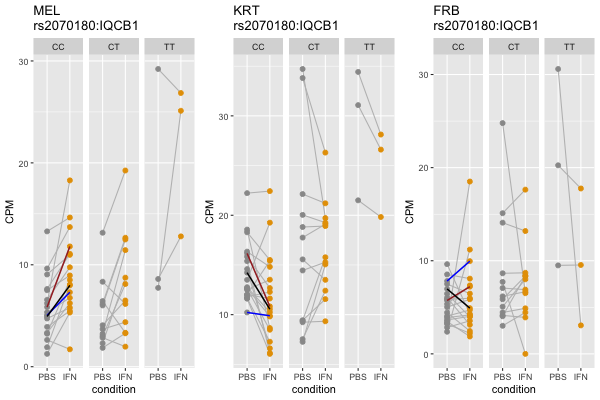 MEL
rs2070180:IQCB1
CC CT TT
30
20
10
0
CPM
PBS IFN PBS IFN PBS IFN
condition
KRT
rs2070180:IQCB1
CC CT TT
30
20
10
CPM
PBS IFN PBS IFN PBS IFN
condition
FRB
rs2070180:IQCB1
CC CT TT
30
20
10
0
CPM
PBS IFN PBS IFN PBS IFN
condition